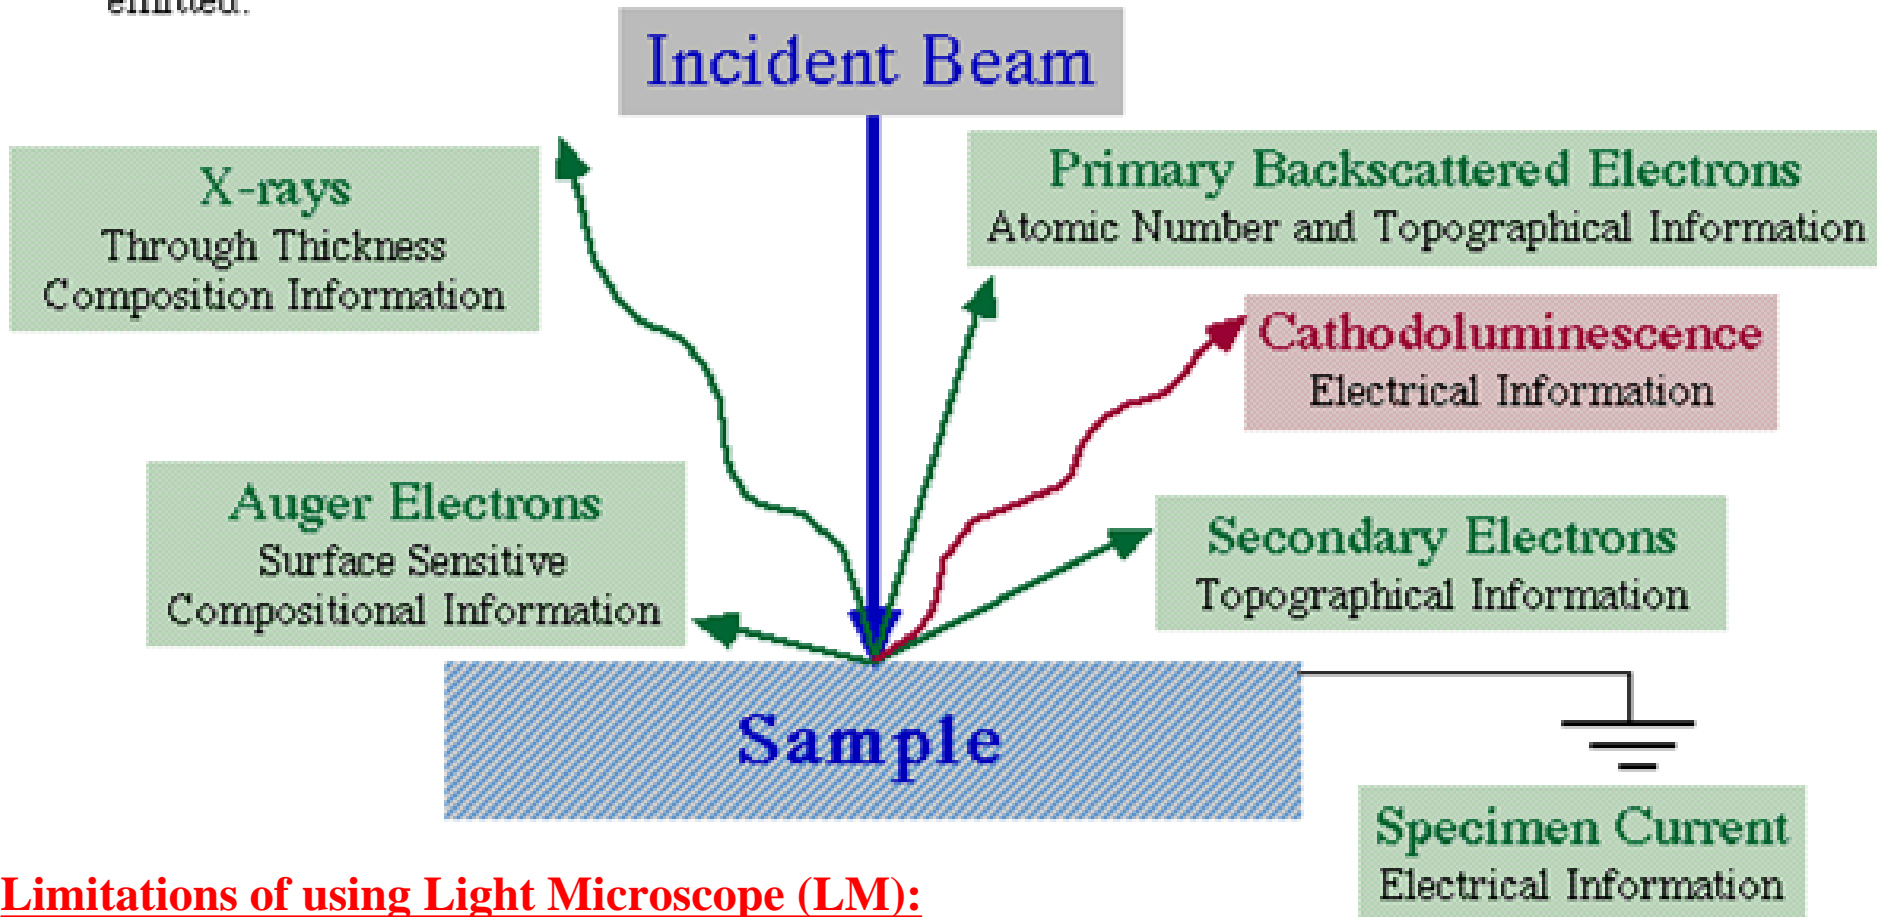 emitted.
Incident Beam
X-rays
Through Thickness
Composition Information
Primary Backscattered Electrons
Atomic Number and Topographical Information
Cathodoluminescence
Electrical Information
Auger Electrons
Surface Sensitive
Compositional Information
Secondary Electrons
Topographical Information
Sample
Specimen Current
Electrical Information
Limitations of using Light Microscope (LM):